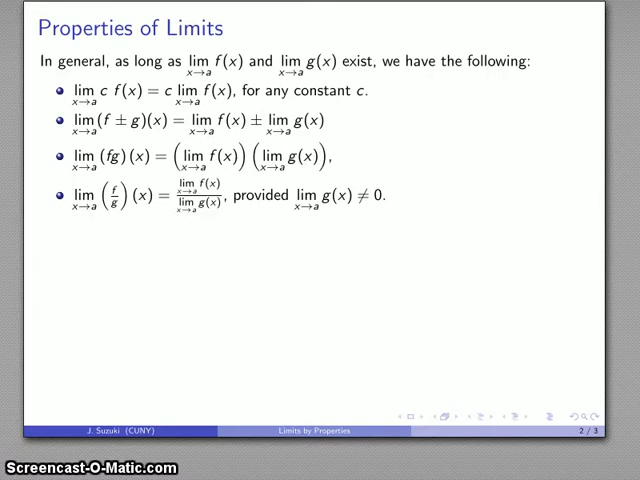 Properties of Limits
In general, as long as lim_{x→a} f(x) and lim_{x→a} g(x) exist, we have the following:
lim_{x→a} c f(x) = c lim_{x→a} f(x), for any constant c.
lim_{x→a} (f ± g)(x) = lim_{x→a} f(x) ± lim_{x→a} g(x)
lim_{x→a} (fg)(x) = (lim_{x→a} f(x)) (lim_{x→a} g(x)),
lim_{x→a} (f/g)(x) = lim_{x→a} f(x) / lim_{x→a} g(x), provided lim_{x→a} g(x) ≠ 0.
J. Suzuki (CUNY) Limits by Properties 2 / 3
Screencast-O-Matic.com